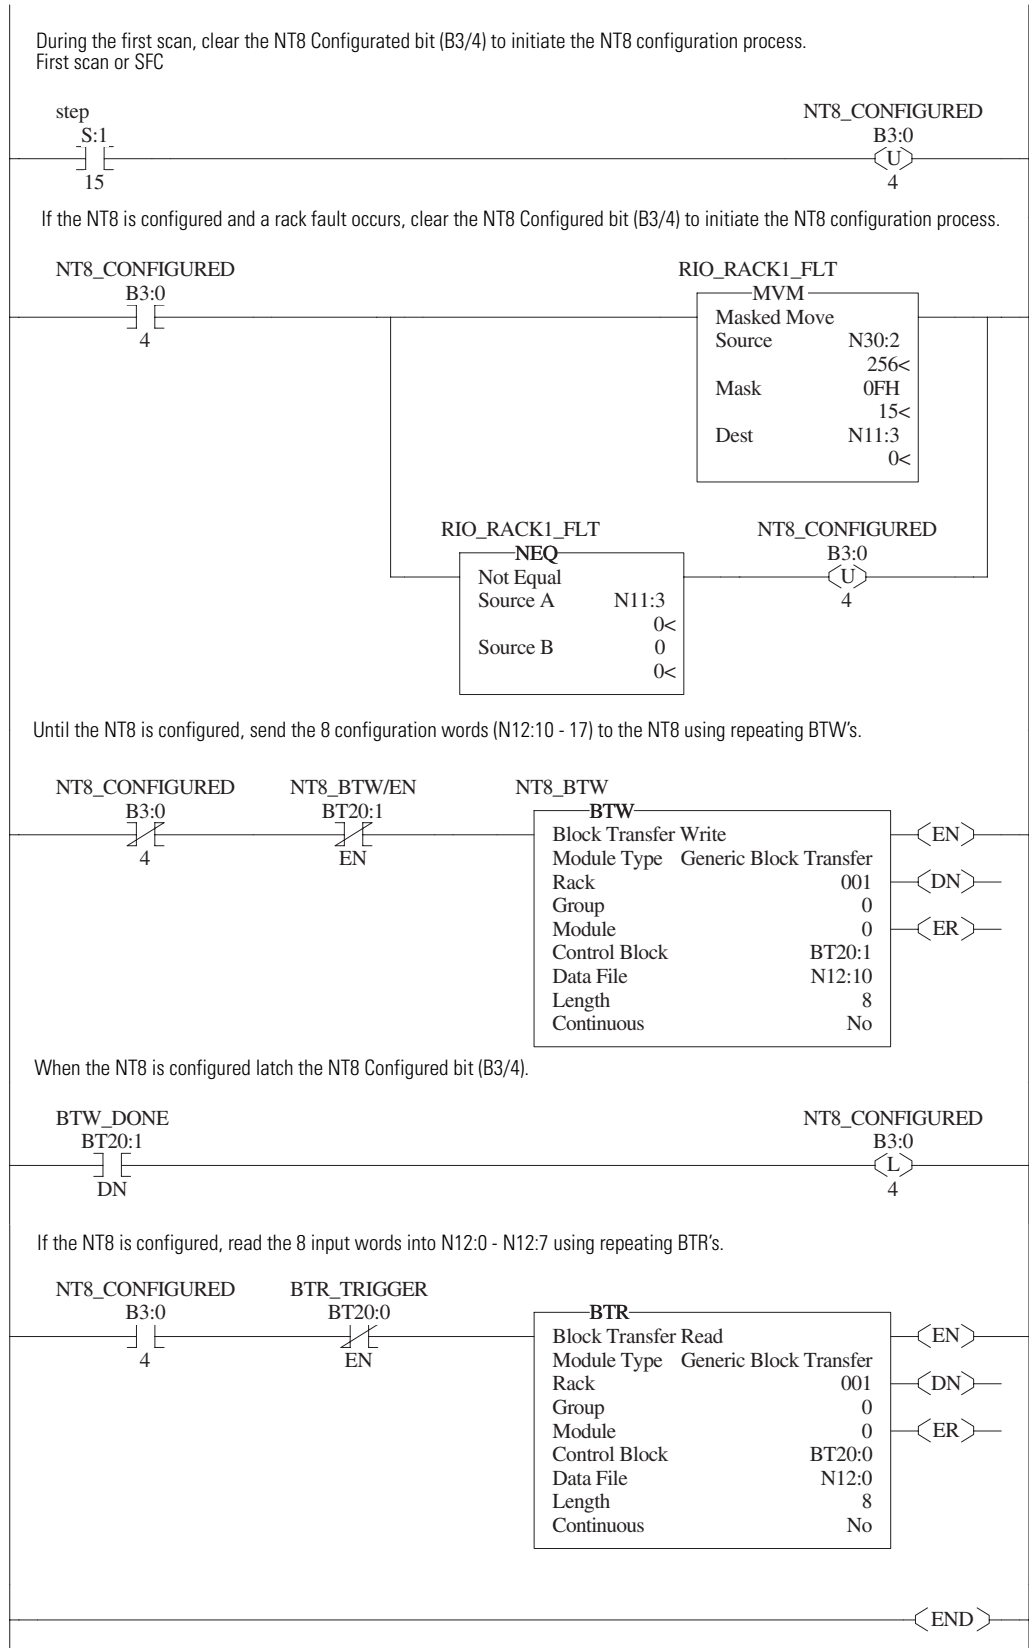 During the first scan, clear the NT8 Configurated bit (B3/4) to initiate the NT8 configuration process.
First scan or SFC
step
S:1
15
NT8_CONFIGURED
B3:0
U
4
If the NT8 is configured and a rack fault occurs, clear the NT8 Configured bit (B3/4) to initiate the NT8 configuration process.
NT8_CONFIGURED
B3:0
4
RIO_RACK1_FLT
MVM
Masked Move
Source N30:2
256<
Mask 0FH
15<
Dest N11:3
0<
RIO_RACK1_FLT
NEQ
Not Equal
Source A N11:3
0<
Source B 0
0<
NT8_CONFIGURED
B3:0
U
4
Until the NT8 is configured, send the 8 configuration words (N12:10 - 17) to the NT8 using repeating BTW's.
NT8_CONFIGURED
B3:0
4
NT8_BTW/EN
BT20:1
EN
NT8_BTW
BTW
Block Transfer Write
Module Type Generic Block Transfer
Rack 001
Group 0
Module 0
Control Block BT20:1
Data File N12:10
Length 8
Continuous No
EN
DN
ER
When the NT8 is configured latch the NT8 Configured bit (B3/4).
BTW_DONE
BT20:1
DN
NT8_CONFIGURED
B3:0
L
4
If the NT8 is configured, read the 8 input words into N12:0 - N12:7 using repeating BTR's.
NT8_CONFIGURED
B3:0
4
BTR_TRIGGER
BT20:0
EN
BTR
Block Transfer Read
Module Type Generic Block Transfer
Rack 001
Group 0
Module 0
Control Block BT20:0
Data File N12:0
Length 8
Continuous No
EN
DN
ER
END